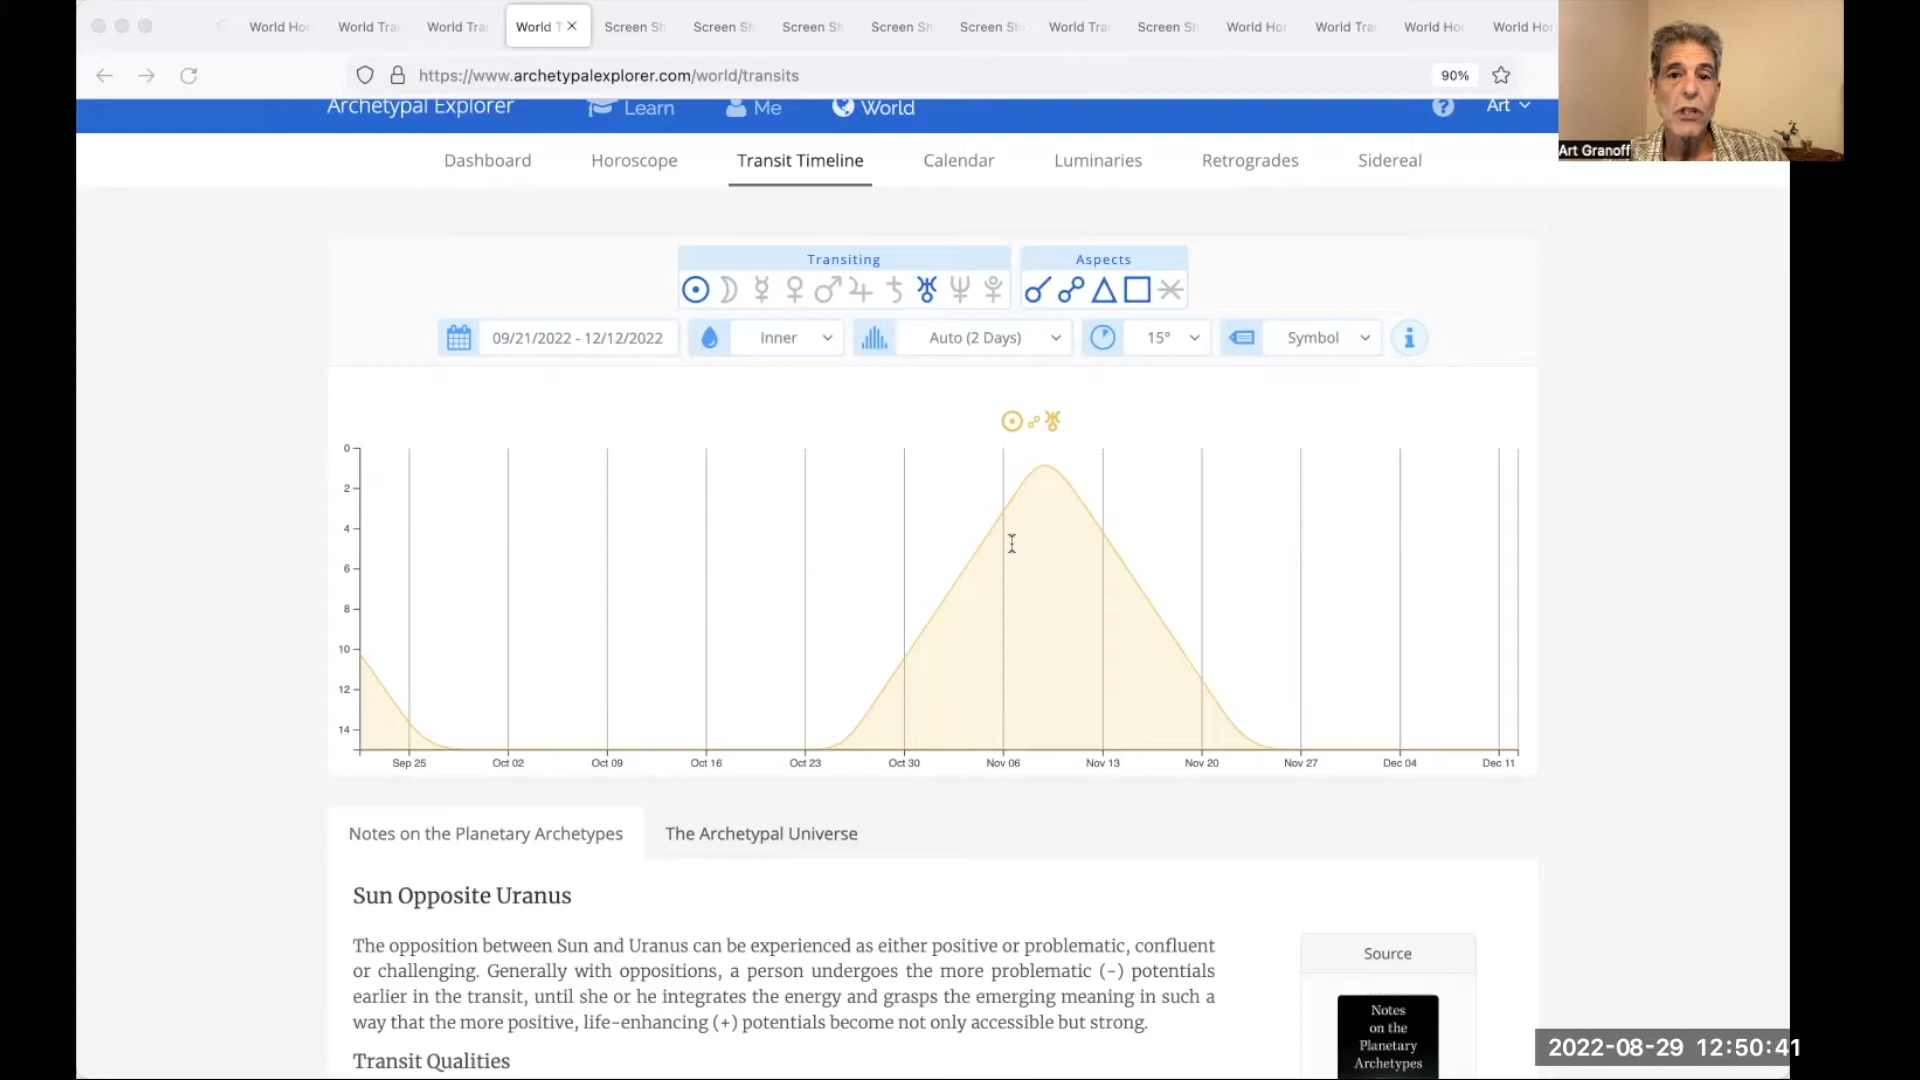 World Ho
World Tra
World Tra
World T
Screen Sh
Screen Sh
Screen Sh
Screen Sh
Screen Sh
World Tra
Screen Sh
World Hor
World Tra
World Ho
World Hor
https://www.archetypalexplorer.com/world/transits
90%
Archetypal Explorer
Learn
Me
World
Art
Art Granoff
Dashboard
Horoscope
Transit Timeline
Calendar
Luminaries
Retrogrades
Sidereal
Transiting
Aspects
09/21/2022 - 12/12/2022
Inner
Auto (2 Days)
15°
Symbol
0
2
4
6
8
10
12
14
Sep 25
Oct 02
Oct 09
Oct 16
Oct 23
Oct 30
Nov 06
Nov 13
Nov 20
Nov 27
Dec 04
Dec 11
Notes on the Planetary Archetypes
The Archetypal Universe
Sun Opposite Uranus
The opposition between Sun and Uranus can be experienced as either positive or problematic, confluent
or challenging. Generally with oppositions, a person undergoes the more problematic (-) potentials
earlier in the transit, until she or he integrates the energy and grasps the emerging meaning in such a
way that the more positive, life-enhancing (+) potentials become not only accessible but strong.
Transit Qualities
Source
Notes
on the
Planetary
Archetypes
2022-08-29 12:50:41